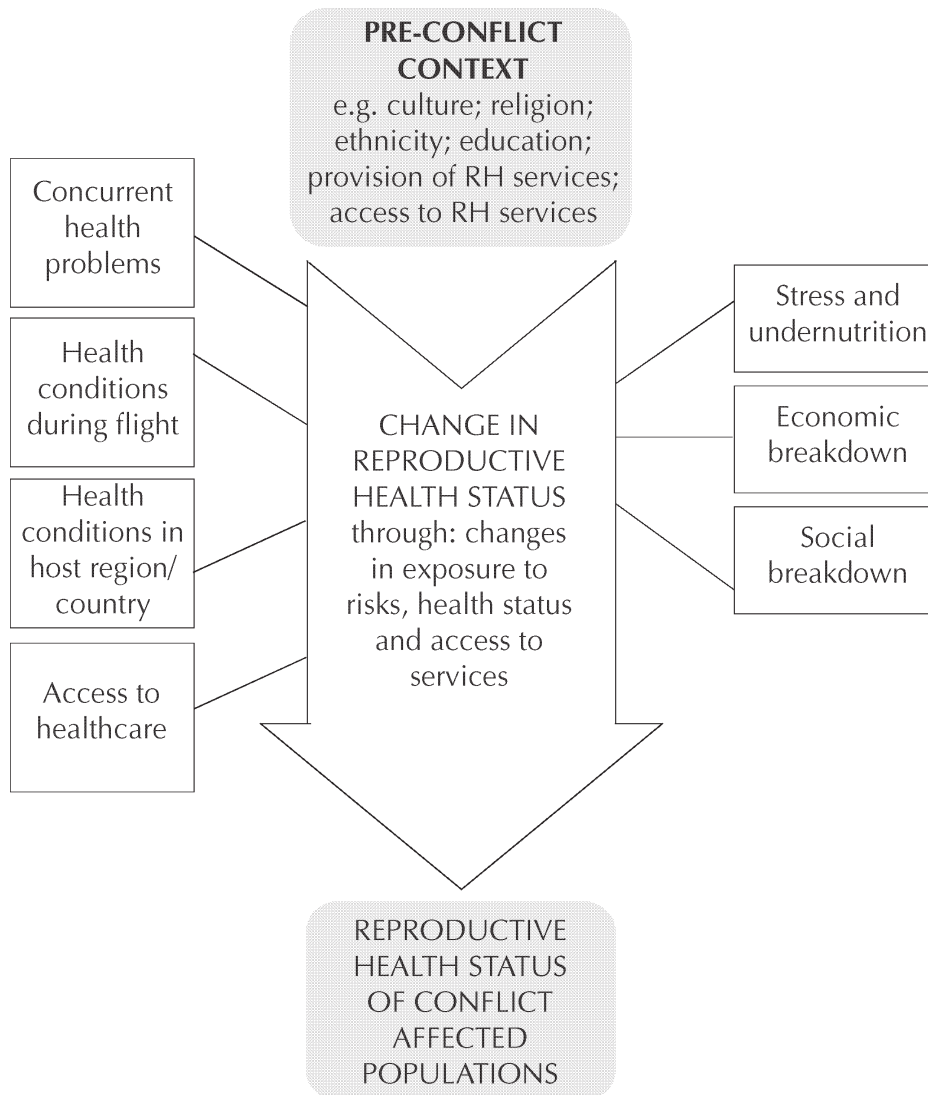 PRE-CONFLICT
CONTEXT
e.g. culture; religion;
ethnicity; education;
provision of RH services;
access to RH services
Concurrent
health
problems
Health
conditions
during flight
Health
conditions in
host region/
country
Access to
healthcare
CHANGE IN
REPRODUCTIVE
HEALTH STATUS
through: changes
in exposure to
risks, health status
and access to
services
Stress and
undernutrition
Economic
breakdown
Social
breakdown
REPRODUCTIVE
HEALTH STATUS
OF CONFLICT
AFFECTED
POPULATIONS